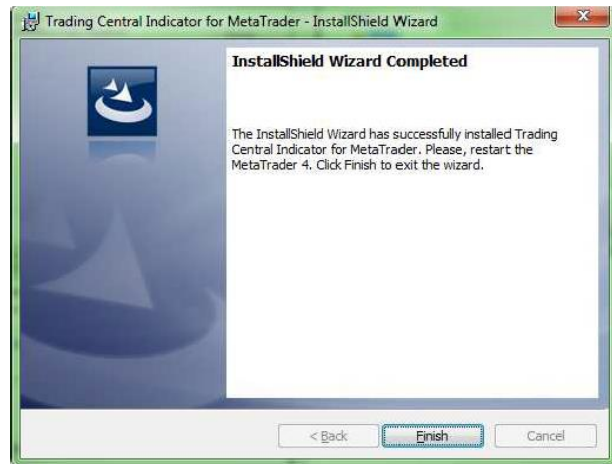 Trading Central Indicator for MetaTrader - InstallShield Wizard
InstallShield Wizard Completed
The InstallShield Wizard has successfully installed Trading
Central Indicator for MetaTrader. Please, restart the
MetaTrader 4. Click Finish to exit the wizard.
< Back
Finish
Cancel